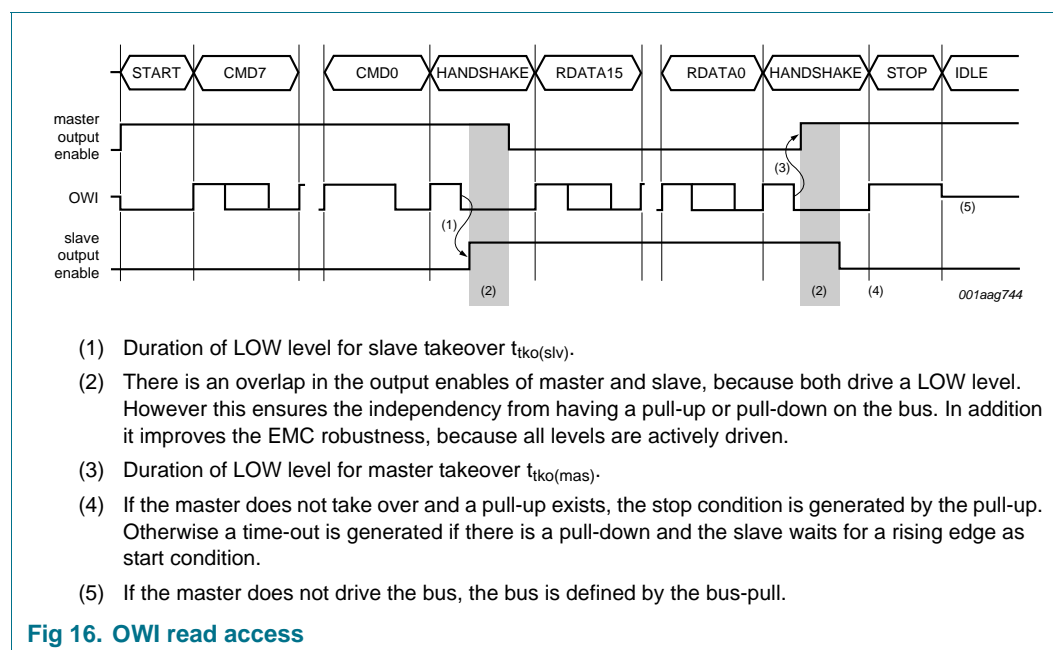 START CMD7 CMD0 HANDSHAKE RDATA15 RDATA0 HANDSHAKE STOP IDLE
master
output
enable
(3)
OWI
(5)
(1)
slave
output
enable
(2) (2) (4)
001aag744
(1) Duration of LOW level for slave takeover ttko(slv).
(2) There is an overlap in the output enables of master and slave, because both drive a LOW level.
However this ensures the independency from having a pull-up or pull-down on the bus. In addition
it improves the EMC robustness, because all levels are actively driven.
(3) Duration of LOW level for master takeover ttko(mas).
(4) If the master does not take over and a pull-up exists, the stop condition is generated by the pull-up.
Otherwise a time-out is generated if there is a pull-down and the slave waits for a rising edge as
start condition.
(5) If the master does not drive the bus, the bus is defined by the bus-pull.
Fig 16. OWI read access